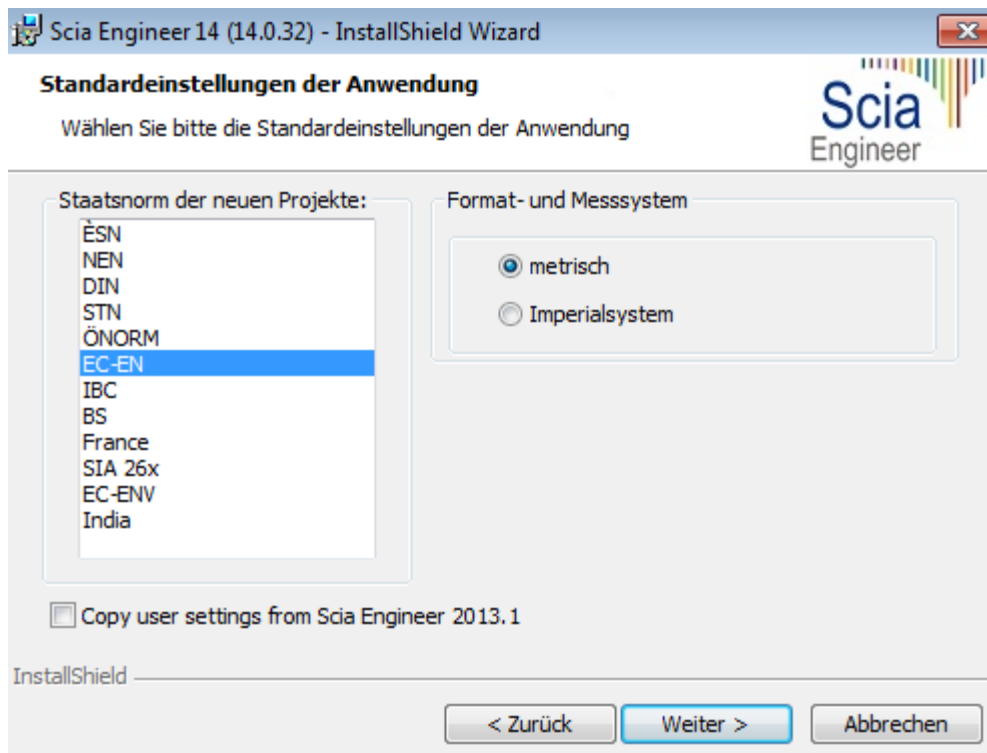 Scia Engineer 14 (14.0.32) - InstallShield Wizard
Standardeinstellungen der Anwendung
Wählen Sie bitte die Standardeinstellungen der Anwendung
Scia
Engineer
Staatsnorm der neuen Projekte:
ÈSN
NEN
DIN
STN
ÖNORM
EC-EN
IBC
BS
France
SIA 26x
EC-ENV
India
Format- und Messsystem
metrisch
Imperialsystem
Copy user settings from Scia Engineer 2013.1
InstallShield
< Zurück
Weiter >
Abbrechen